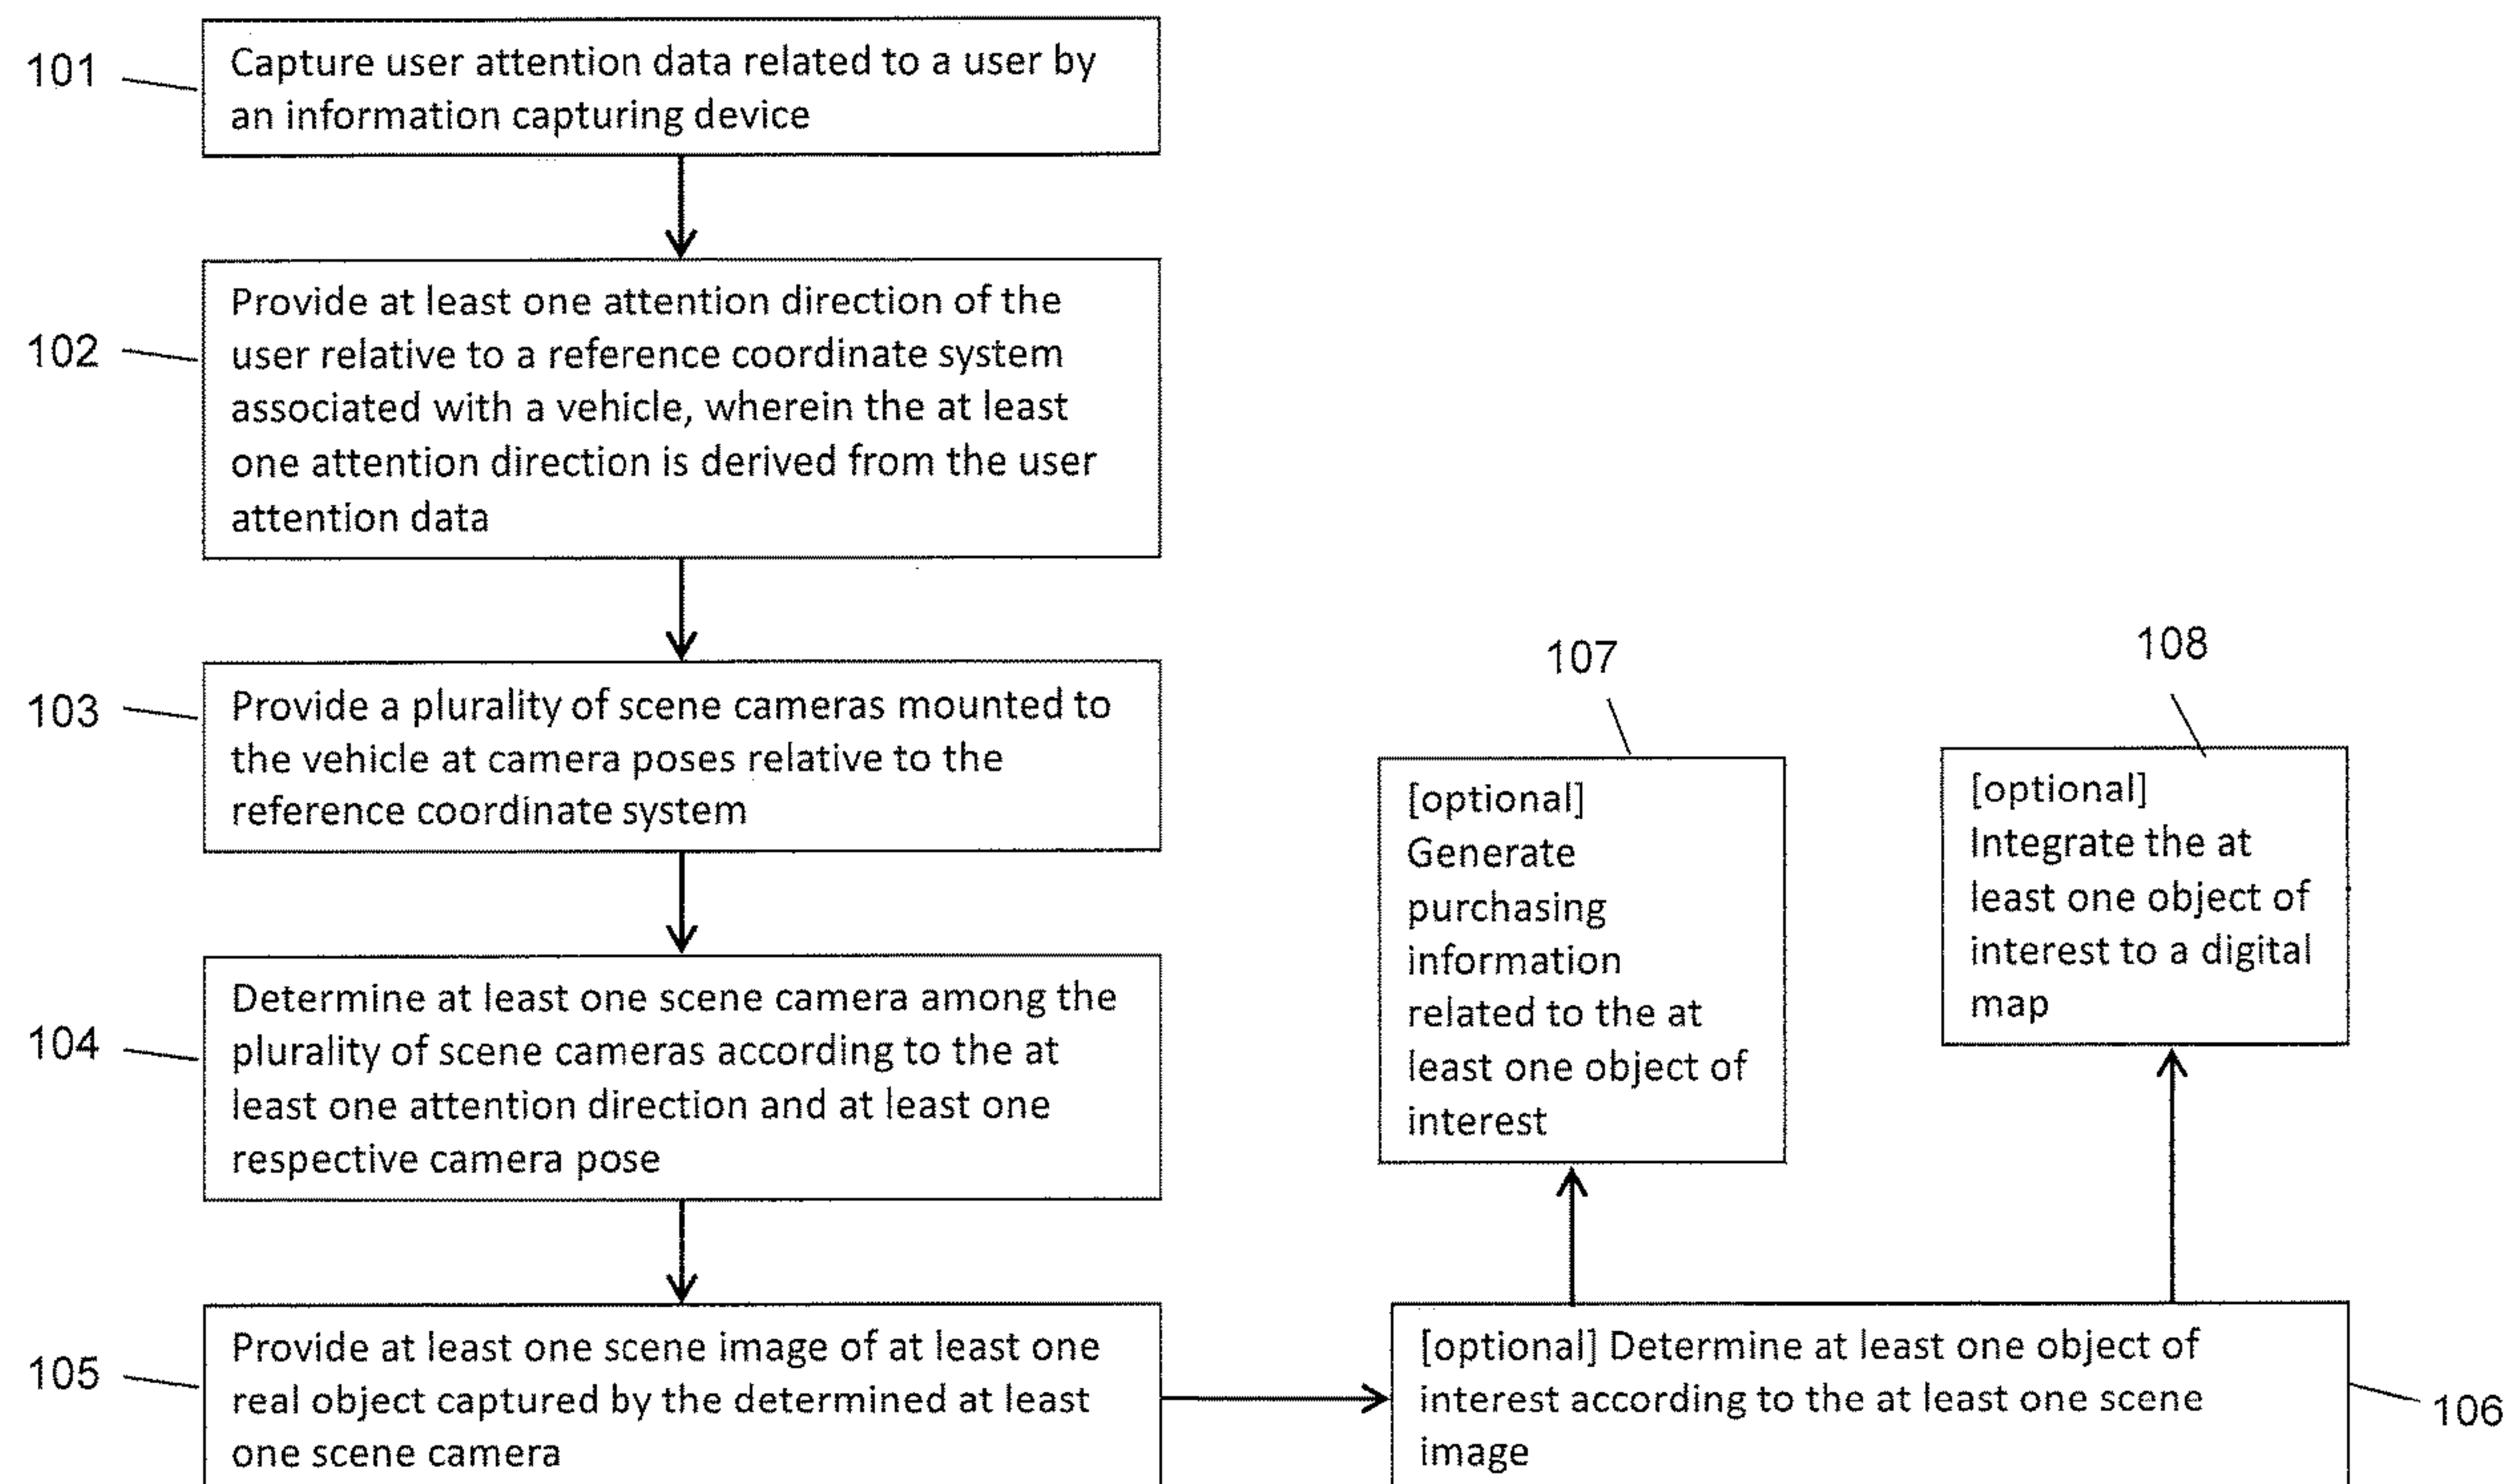 101
Capture user attention data related to a user by
an information capturing device
102
Provide at least one attention direction of the
user relative to a reference coordinate system
associated with a vehicle, wherein the at least
one attention direction is derived from the user
attention data
103
Provide a plurality of scene cameras mounted to
the vehicle at camera poses relative to the
reference coordinate system
104
Determine at least one scene camera among the
plurality of scene cameras according to the at
least one attention direction and at least one
respective camera pose
105
Provide at least one scene image of at least one
real object captured by the determined at least
one scene camera
106
[optional] Determine at least one object of
interest according to the at least one scene
image
107
[optional]
Generate
purchasing
information
related to the at
least one object of
interest
108
[optional]
Integrate the at
least one object of
interest to a digital
map